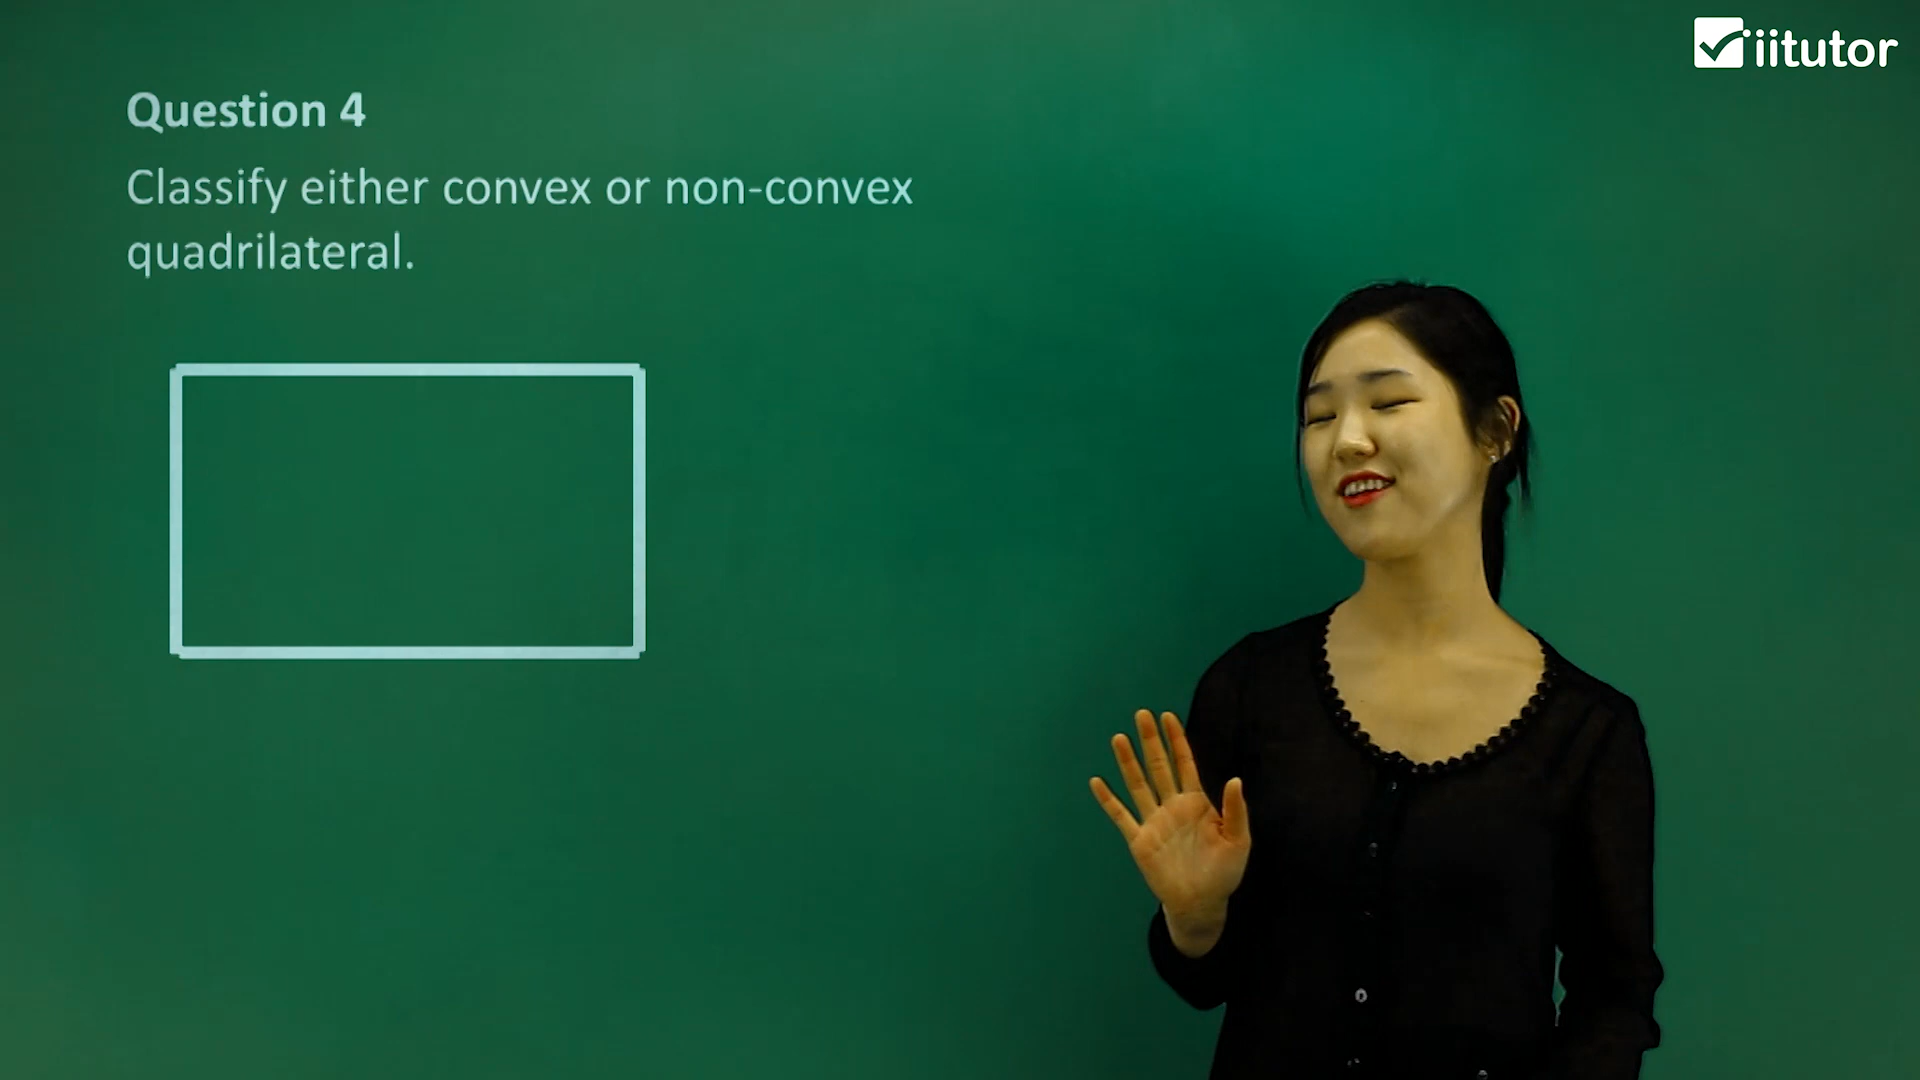 iitutor
Question 4
Classify either convex or non-convex
quadrilateral.